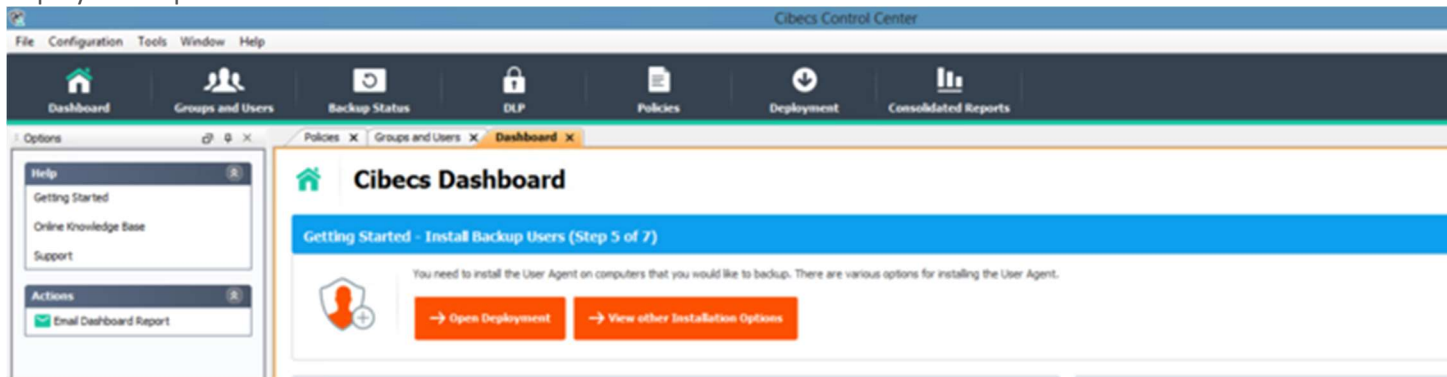 Cibecs Control Center
File Configuration Tools Window Help
Dashboard Groups and Users Backup Status DLP Policies Deployment Consolidated Reports
Options
Policies X Groups and Users X Dashboard X
Help
Getting Started
Online Knowledge Base
Support
Actions
Email Dashboard Report
Cibecs Dashboard
Getting Started - Install Backup Users (Step 5 of 7)
You need to install the User Agent on computers that you would like to backup. There are various options for installing the User Agent.
→ Open Deployment → View other Installation Options